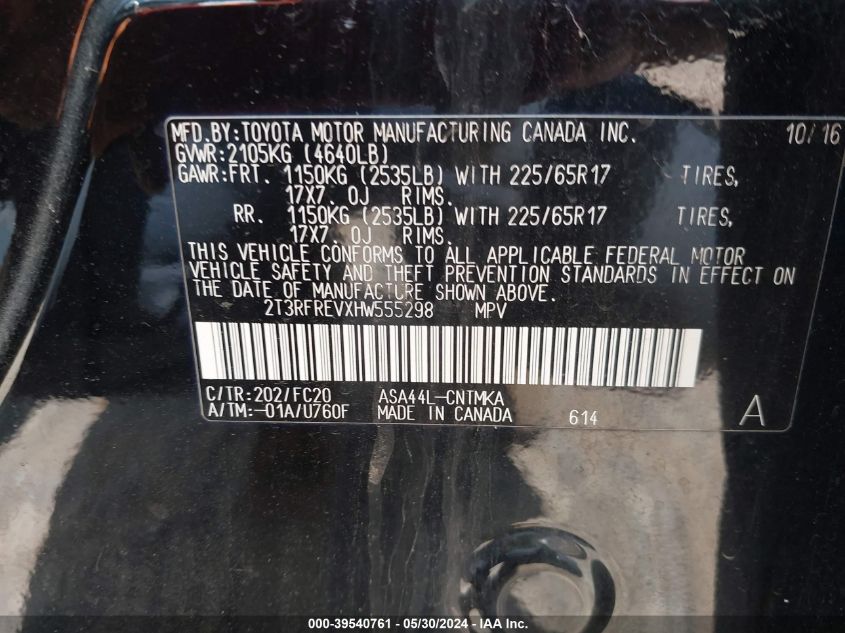 MFD.BY:TOYOTA MOTOR MANUFACTURING CANADA INC. 10/16
GVWR:2105KG (4640LB)
GAWR:FRT. 1150KG (2535LB) WITH 225/65R17 TIRES,
17X7.0J RIMS.
RR. 1150KG (2535LB) WITH 225/65R17 TIRES,
17X7.0J RIMS.
THIS VEHICLE CONFORMS TO ALL APPLICABLE FEDERAL MOTOR
VEHICLE SAFETY AND THEFT PREVENTION STANDARDS IN EFFECT ON
THE DATE OF MANUFACTURE SHOWN ABOVE.
2T3RFREVXHW555298 MPV
C/TR:202/FC20 ASA44L-CNTMKA
A/TM:-01A/U760F MADE IN CANADA 614 A
000-39540761 - 05/30/2024 - IAA Inc.